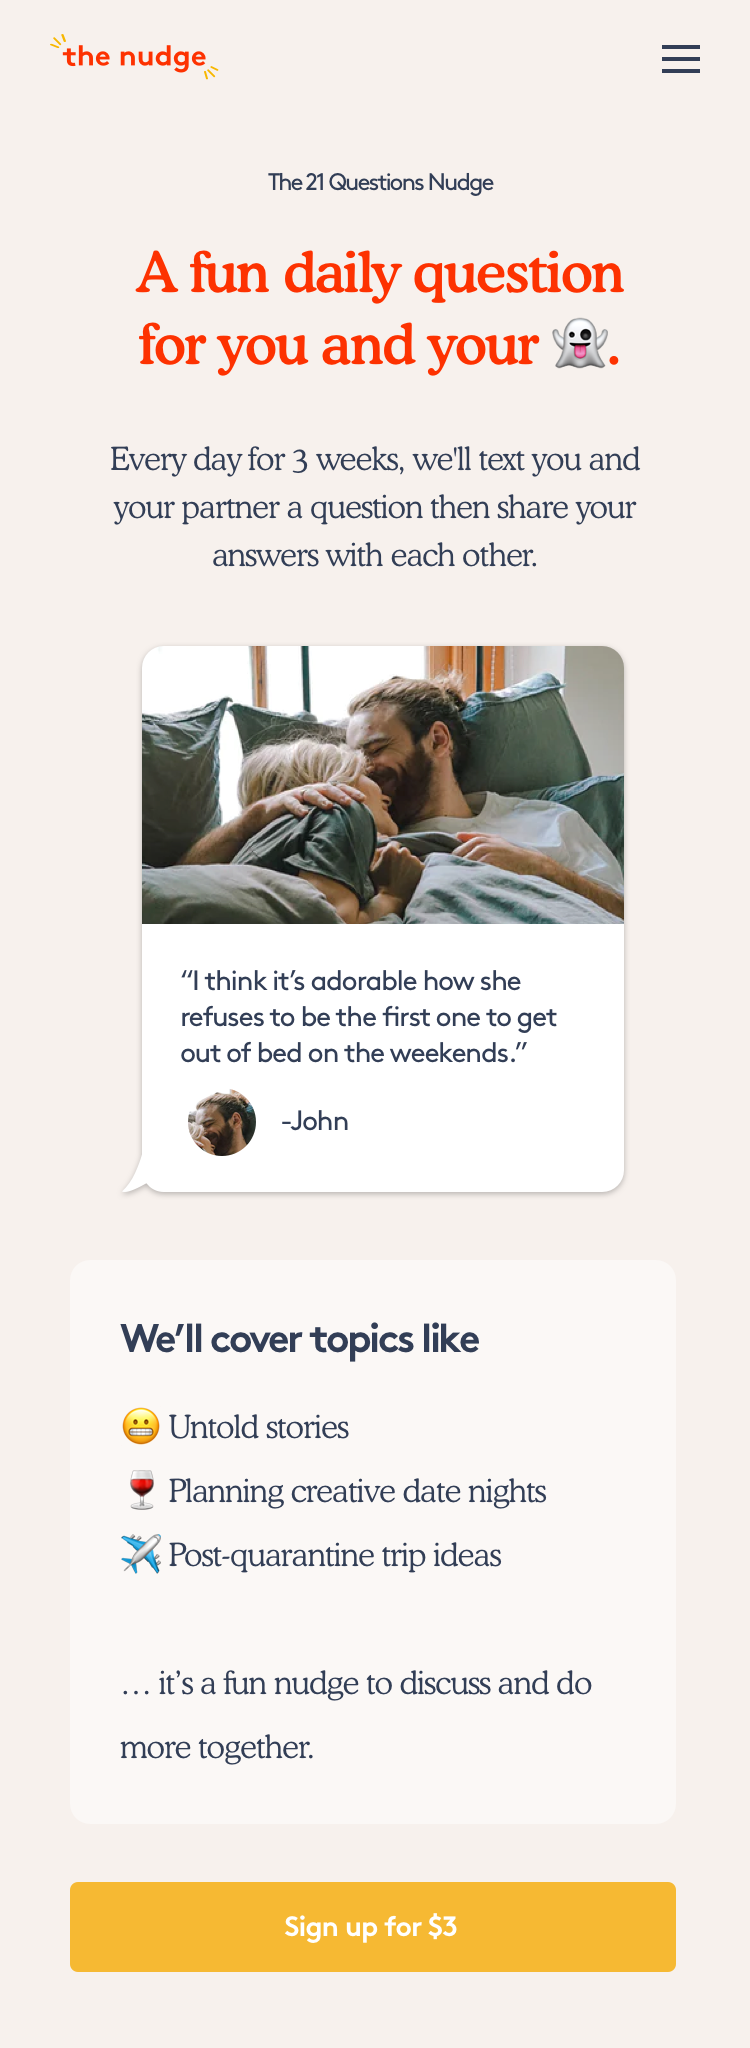 the nudge
The 21 Questions Nudge
A fun daily question
for you and your 👻.
Every day for 3 weeks, we'll text you and
your partner a question then share your
answers with each other.
“I think it’s adorable how she
refuses to be the first one to get
out of bed on the weekends.”
-John
We’ll cover topics like
😬 Untold stories
🍷 Planning creative date nights
✈️ Post-quarantine trip ideas
… it’s a fun nudge to discuss and do
more together.
Sign up for $3